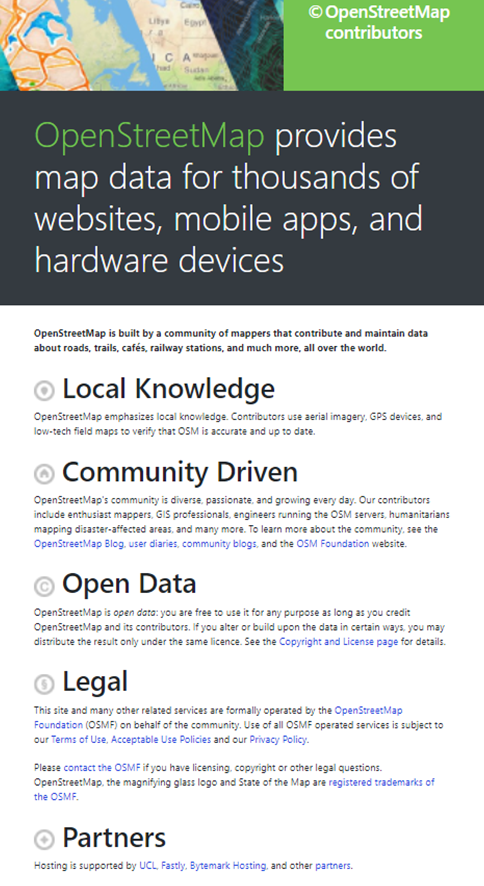 © OpenStreetMap
contributors
Libya
Egypt
I C A
Chad
Sudan
OpenStreetMap provides
map data for thousands of
websites, mobile apps, and
hardware devices
OpenStreetMap is built by a community of mappers that contribute and maintain data
about roads, trails, cafés, railway stations, and much more, all over the world.
Local Knowledge
OpenStreetMap emphasizes local knowledge. Contributors use aerial imagery, GPS devices, and
low-tech field maps to verify that OSM is accurate and up to date.
Community Driven
OpenStreetMap's community is diverse, passionate, and growing every day. Our contributors
include enthusiast mappers, GIS professionals, engineers running the OSM servers, humanitarians
mapping disaster-affected areas, and many more. To learn more about the community, see the
OpenStreetMap Blog, user diaries, community blogs, and the OSM Foundation website.
Open Data
OpenStreetMap is open data: you are free to use it for any purpose as long as you credit
OpenStreetMap and its contributors. If you alter or build upon the data in certain ways, you may
distribute the result only under the same licence. See the Copyright and License page for details.
Legal
This site and many other related services are formally operated by the OpenStreetMap
Foundation (OSMF) on behalf of the community. Use of all OSMF operated services is subject to
our Terms of Use, Acceptable Use Policies and our Privacy Policy.
Please contact the OSMF if you have licensing, copyright or other legal questions.
OpenStreetMap, the magnifying glass logo and State of the Map are registered trademarks of
the OSMF.
Partners
Hosting is supported by UCL, Fastly, Bytemark Hosting, and other partners.